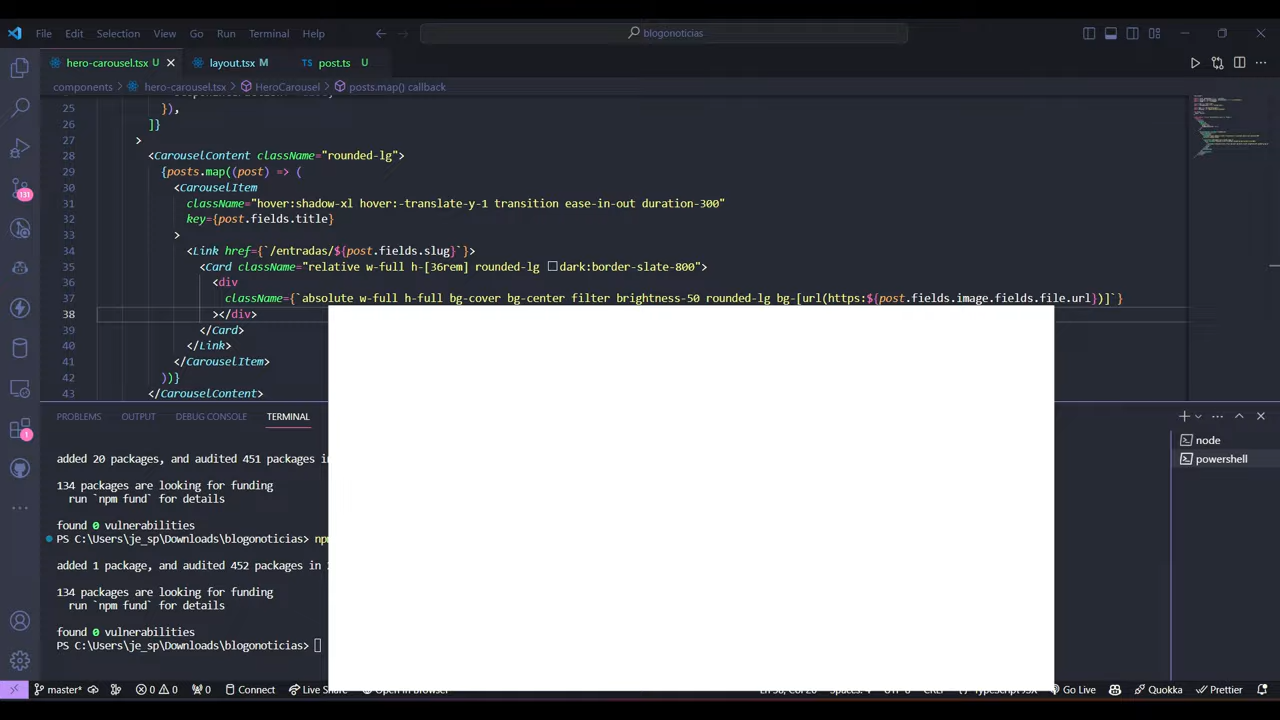 File Edit Selection View Go Run Terminal Help
blogonoticias
hero-carousel.tsx U
layout.tsx M
TS post.ts U
components > hero-carousel.tsx > HeroCarousel > posts.map() callback
25 }),
26 ]}
27 >
28 <CarouselContent className="rounded-lg">
29 {posts.map((post) => (
30 <CarouselItem
31 className="hover:shadow-xl hover:-translate-y-1 transition ease-in-out duration-300"
32 key={post.fields.title}
33 >
34 <Link href={`/entradas/${post.fields.slug}`}>
35 <Card className="relative w-full h-[36rem] rounded-lg dark:border-slate-800">
36 <div
37 className={`absolute w-full h-full bg-cover bg-center filter brightness-50 rounded-lg bg-[url(https:${post.fields.image.fields.file.url})]`}
38 ></div>
39 </Card>
40 </Link>
41 </CarouselItem>
42 ))}
43 </CarouselContent>
PROBLEMS OUTPUT DEBUG CONSOLE TERMINAL
node
powershell
added 20 packages, and audited 451 packages in
134 packages are looking for funding
run `npm fund` for details
found 0 vulnerabilities
PS C:\Users\je_sp\Downloads\blogonoticias>
added 1 package, and audited 452 packages in
134 packages are looking for funding
run `npm fund` for details
found 0 vulnerabilities
PS C:\Users\je_sp\Downloads\blogonoticias>
131
1
master* 0 0 0 Connect Live Share Go Live Quokka Prettier